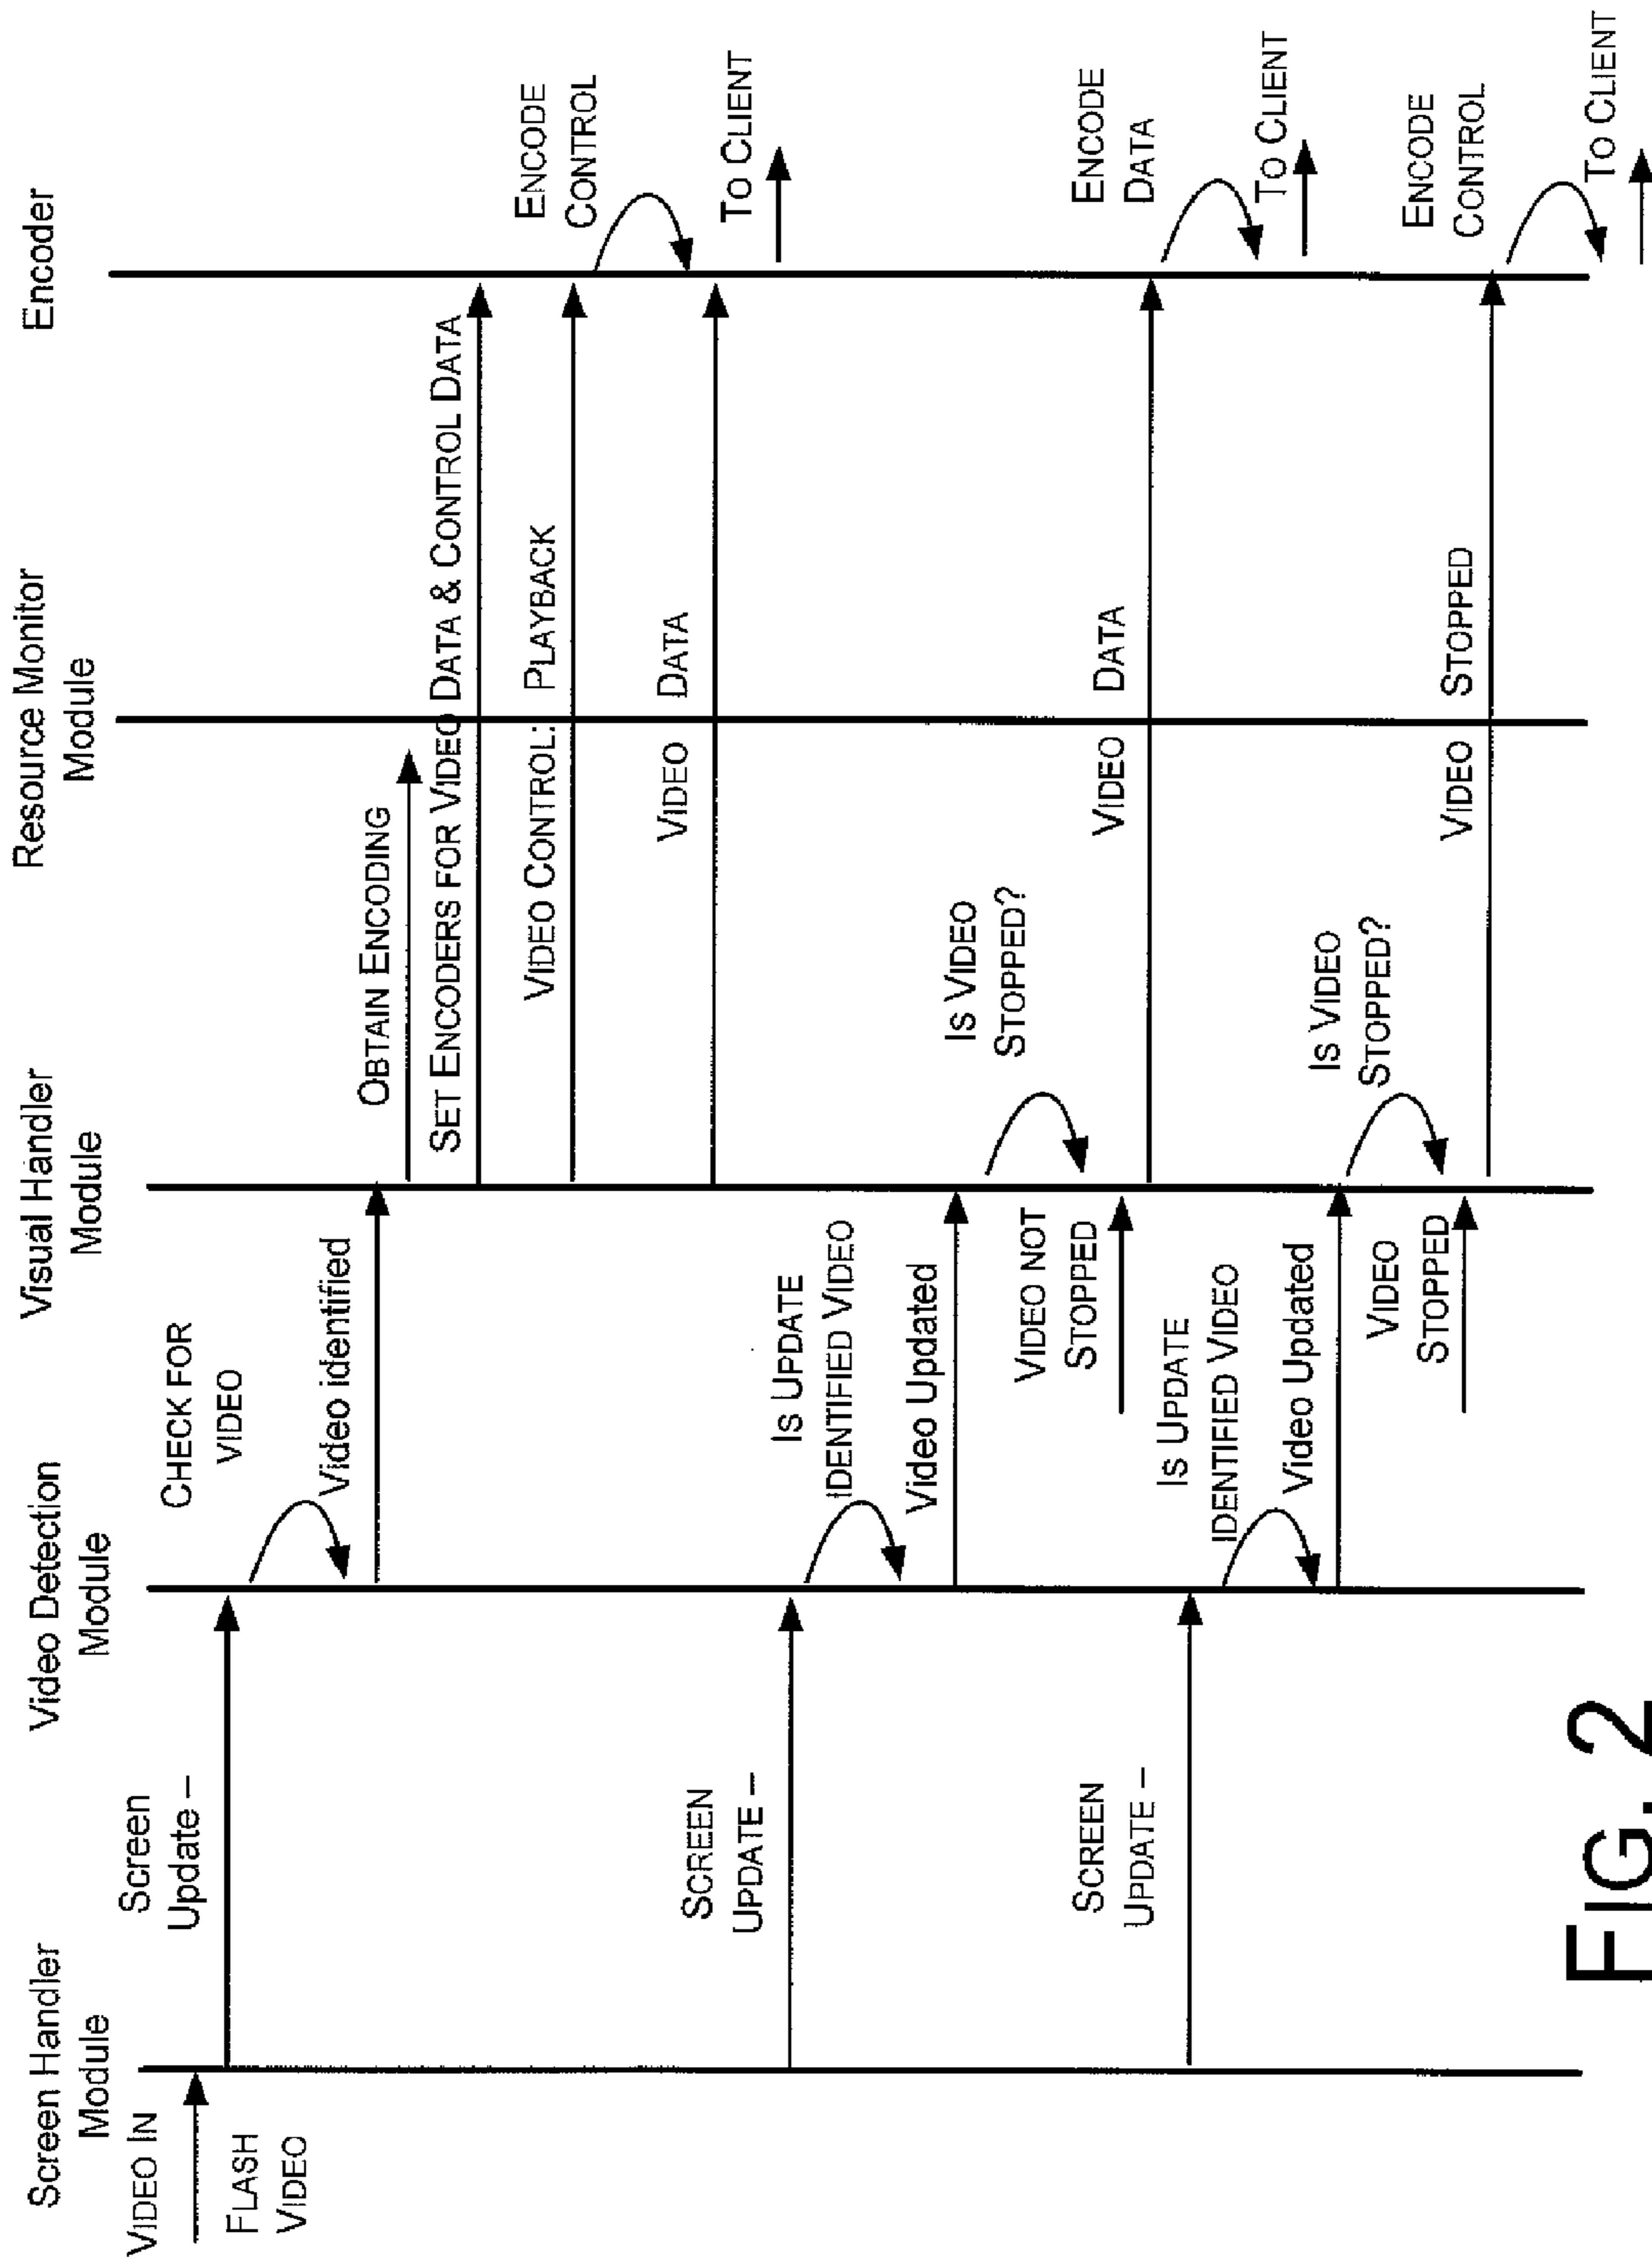 Screen Handler
Module
Video Detection
Module
Visual Handler
Module
Resource Monitor
Module
Encoder
VIDEO IN
FLASH
VIDEO
Screen
Update –
CHECK FOR
VIDEO
Video identified
OBTAIN ENCODING
SET ENCODERS FOR VIDEO DATA & CONTROL DATA
VIDEO CONTROL: PLAYBACK
ENCODE
CONTROL
VIDEO DATA
TO CLIENT
SCREEN
UPDATE –
IS UPDATE
IDENTIFIED VIDEO
Video Updated
IS VIDEO
STOPPED?
VIDEO NOT
STOPPED
VIDEO DATA
ENCODE
DATA
TO CLIENT
SCREEN
UPDATE –
IS UPDATE
IDENTIFIED VIDEO
Video Updated
IS VIDEO
STOPPED?
VIDEO
STOPPED
VIDEO STOPPED
ENCODE
CONTROL
TO CLIENT
FIG. 2